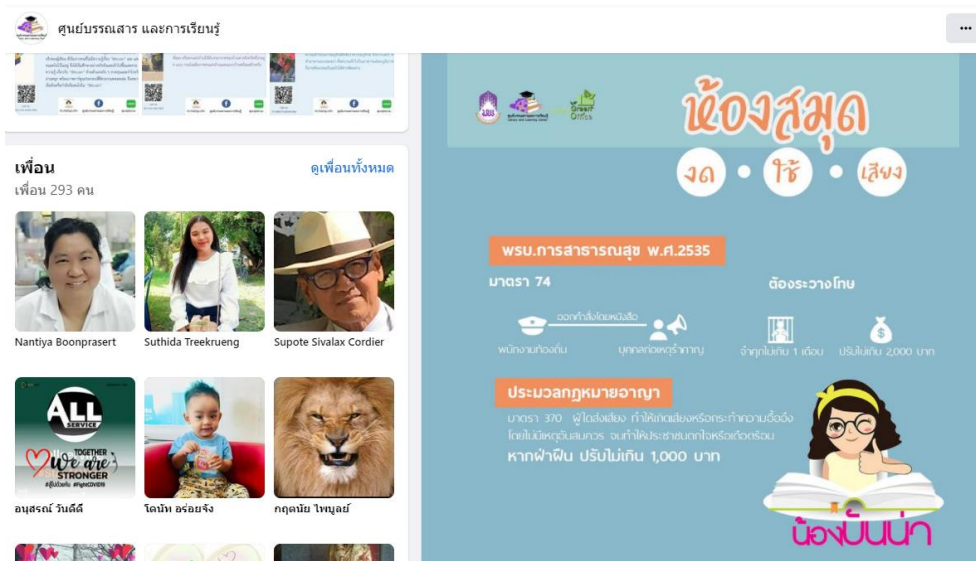 ศูนย์บรรณสาร และการเรียนรู้
เพื่อน
ดูเพื่อนทั้งหมด
เพื่อน 293 คน
Nantiya Boonprasert
Suthida Treekrueng
Supote Sivalax Cordier
ALL
SERVICE
TOGETHER
We are
STRONGER
#FightCOVID19
อนุสรณ์ วันดีดี
โดนัท อร่อยจัง
กฤตนัย ไพบูลย์
Green
Office
ห้องสมุด
งด • ใช้ • เสียง
พรบ.การสาธารณสุข พ.ศ.2535
มาตรา 74
ต้องระวางโทษ
ออกคำสั่งโดยหนังสือ
พนักงานท้องถิ่น
บุคคลก่อเหตุรำคาญ
จำคุกไม่เกิน 1 เดือน
ปรับไม่เกิน 2,000 บาท
ประมวลกฎหมายอาญา
มาตรา 370 ผู้ใดส่งเสียง ทำให้เกิดเสียงหรือกระทำความอื้ออึง
โดยไม่มีเหตุอันสมควร จนทำให้ประชาชนตกใจหรือเดือดร้อน
หากฝ่าฝืน ปรับไม่เกิน 1,000 บาท
น้องบันน่า